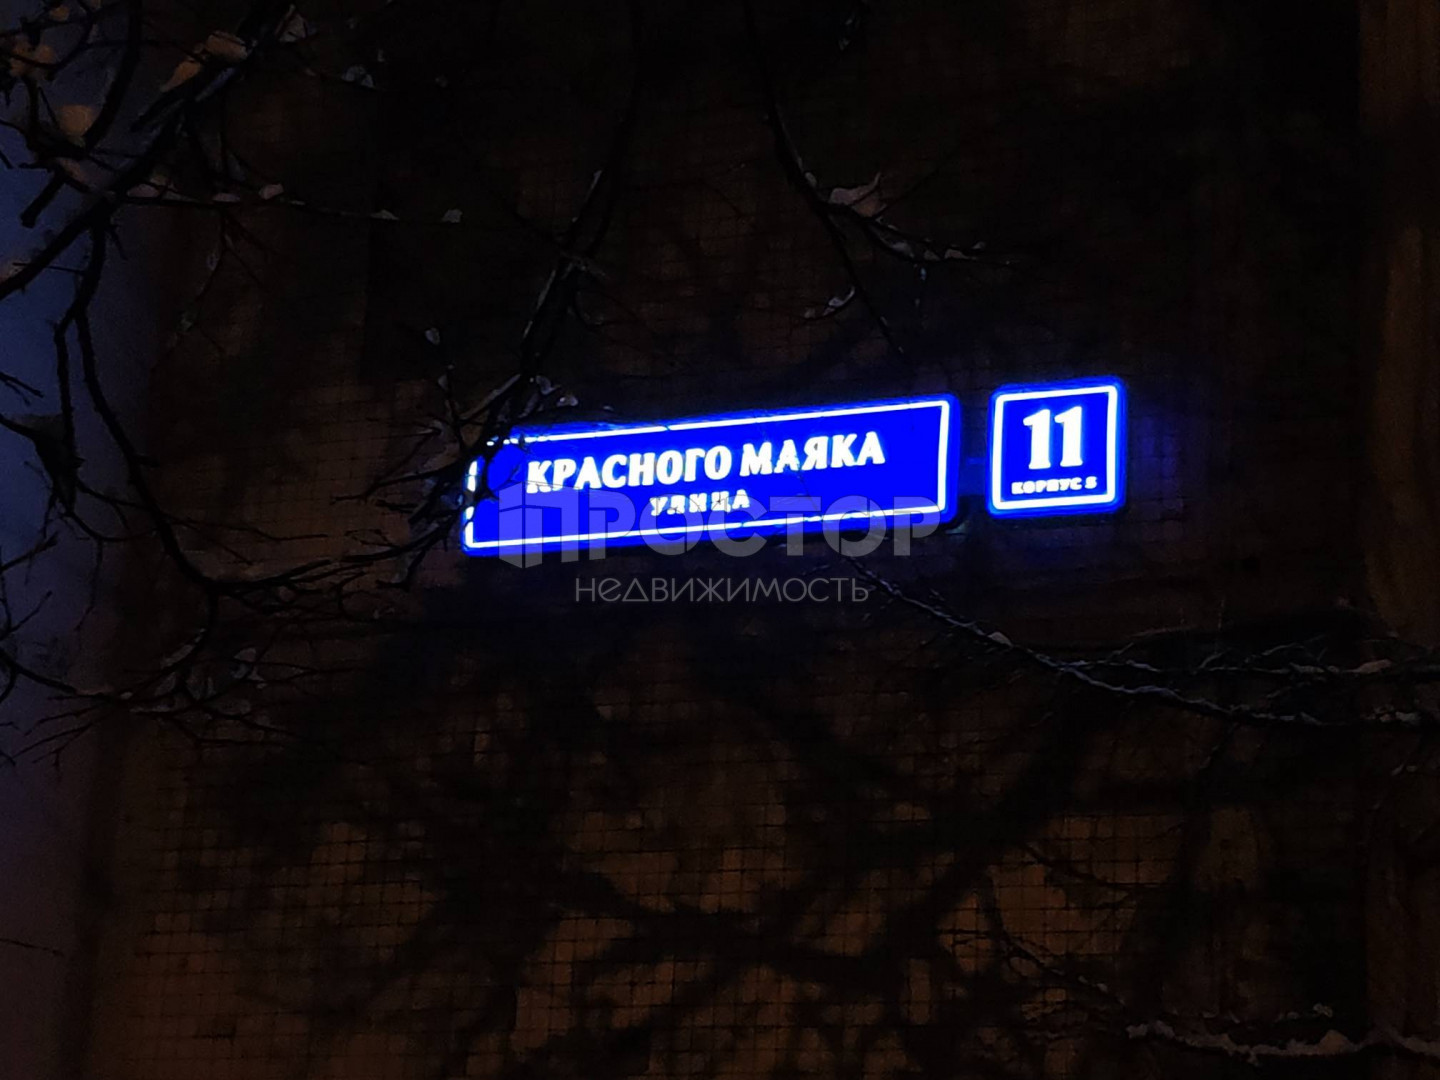 КРАСНОГО МАЯКА
УЛИЦА
11
КОРПУС 5
ПРОСТОР
НЕДВИЖИМОСТЬ